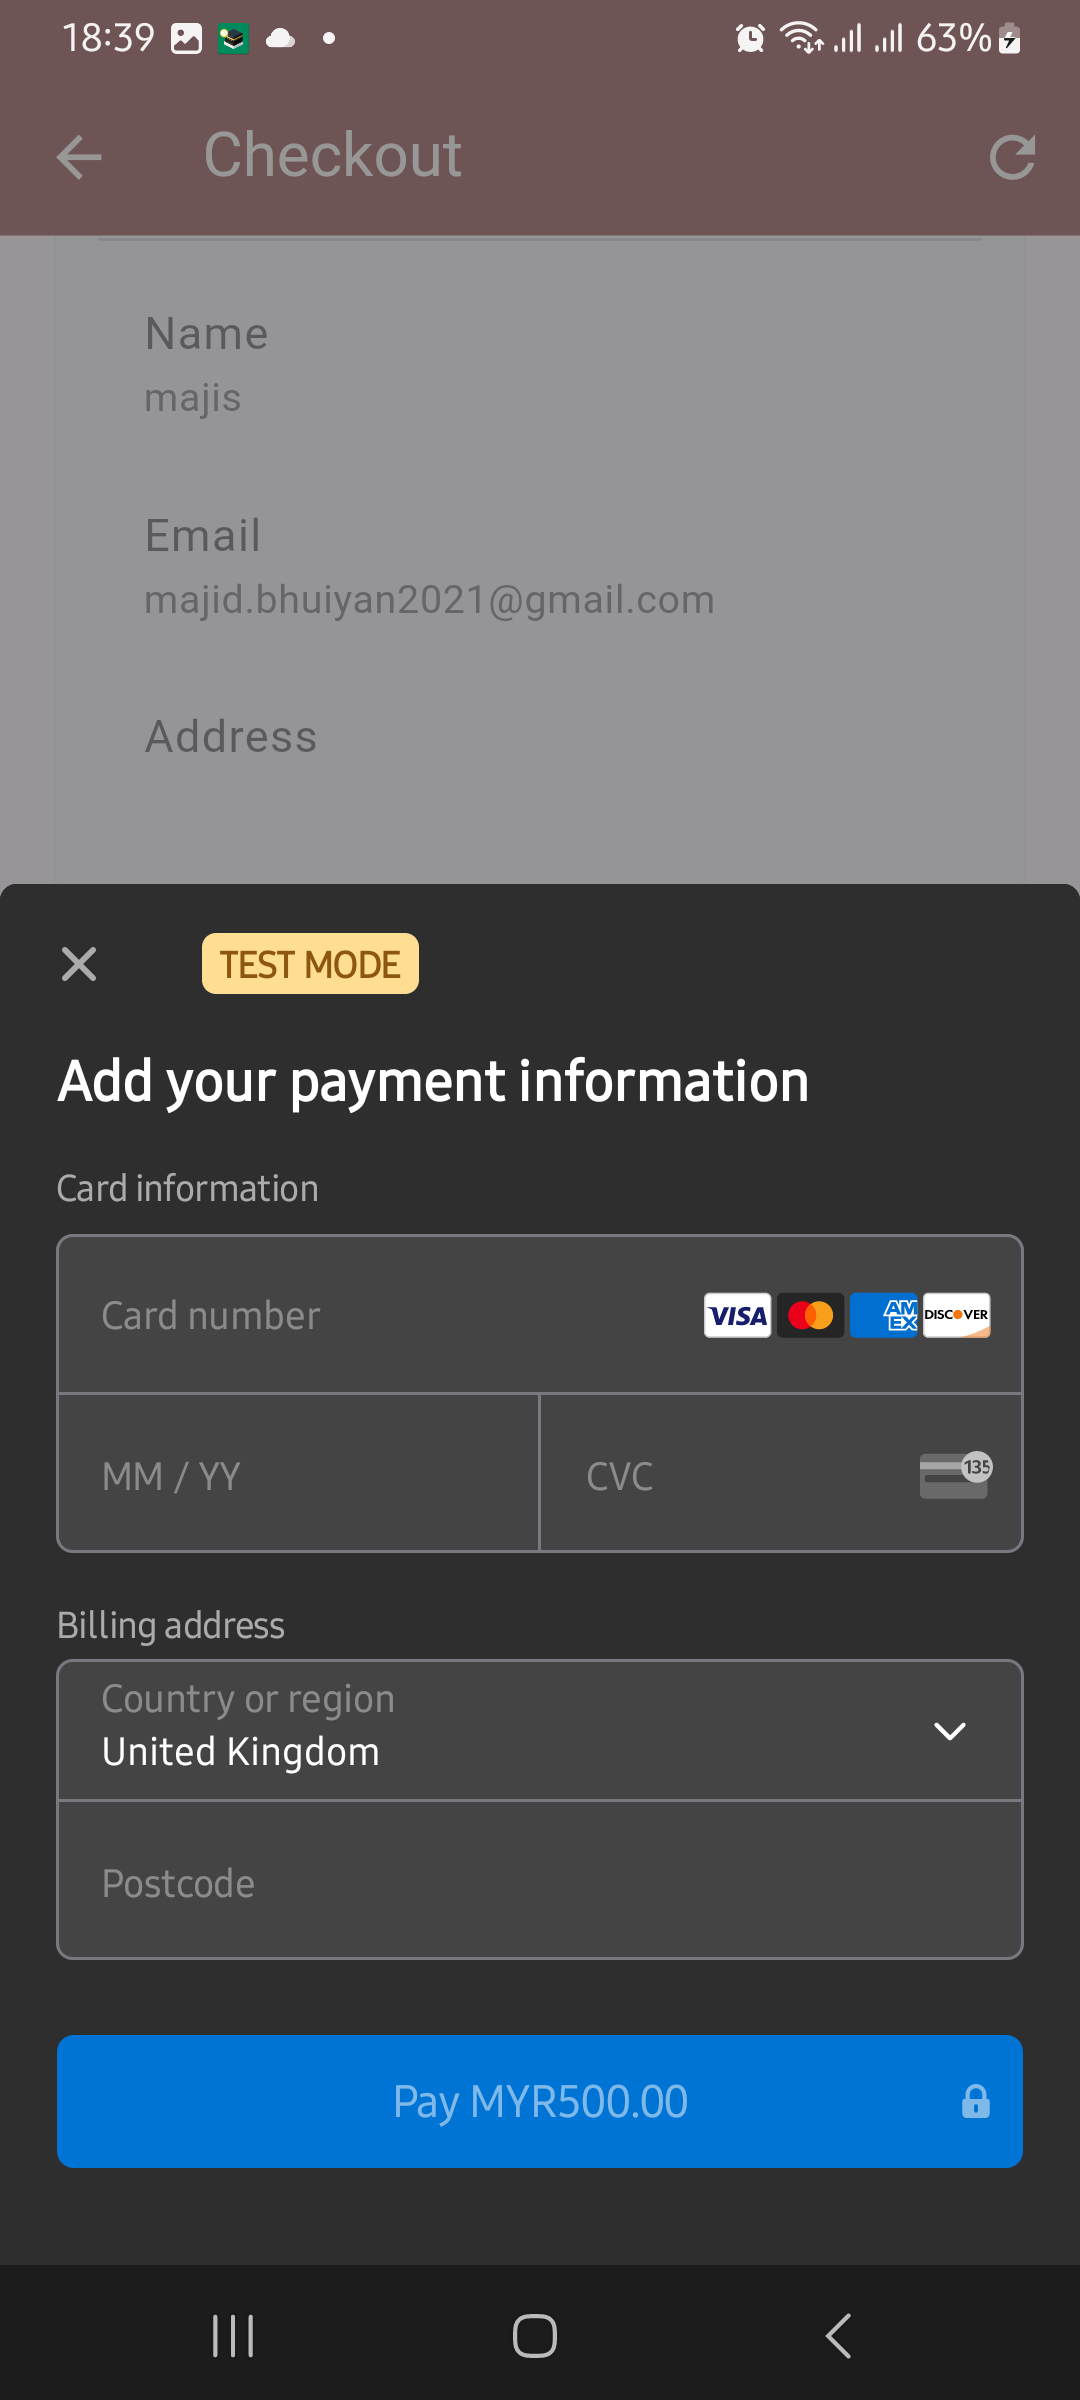 18:39 63%
Checkout
Name
majis
Email
majid.bhuiyan2021@gmail.com
Address
TEST MODE
Add your payment information
Card information
Card number VISA AM EX DISCOVER
MM / YY CVC 135
Billing address
Country or region
United Kingdom
Postcode
Pay MYR500.00